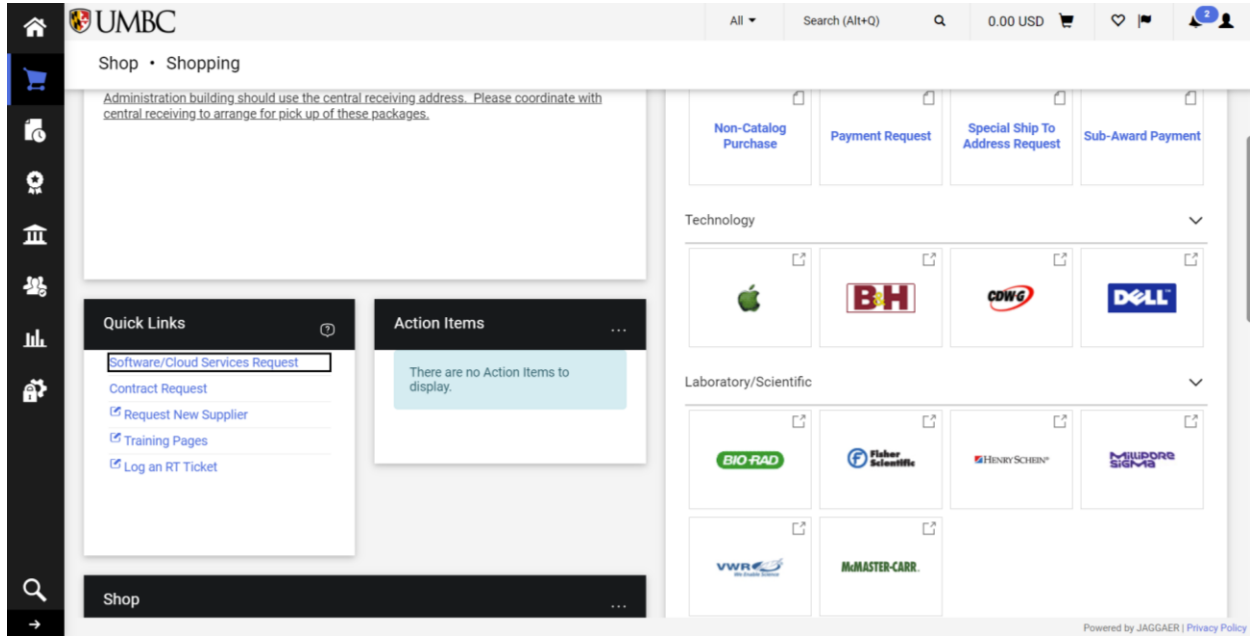 UMBC
All
Search (Alt+Q)
0.00 USD
2
Shop • Shopping
Administration building should use the central receiving address.  Please coordinate with
central receiving to arrange for pick up of these packages.
Quick Links
Software/Cloud Services Request
Contract Request
Request New Supplier
Training Pages
Log an RT Ticket
Action Items
...
There are no Action Items to
display.
Shop
...
Non-Catalog
Purchase
Payment Request
Special Ship To
Address Request
Sub-Award Payment
Technology
B&H
CDW·G
DELL
Laboratory/Scientific
BIO-RAD
Fisher
Scientific
HENRY SCHEIN®
MILLIPORE
SIGMA
VWR
We Enable Science
McMASTER-CARR.
Powered by JAGGAER | Privacy Policy